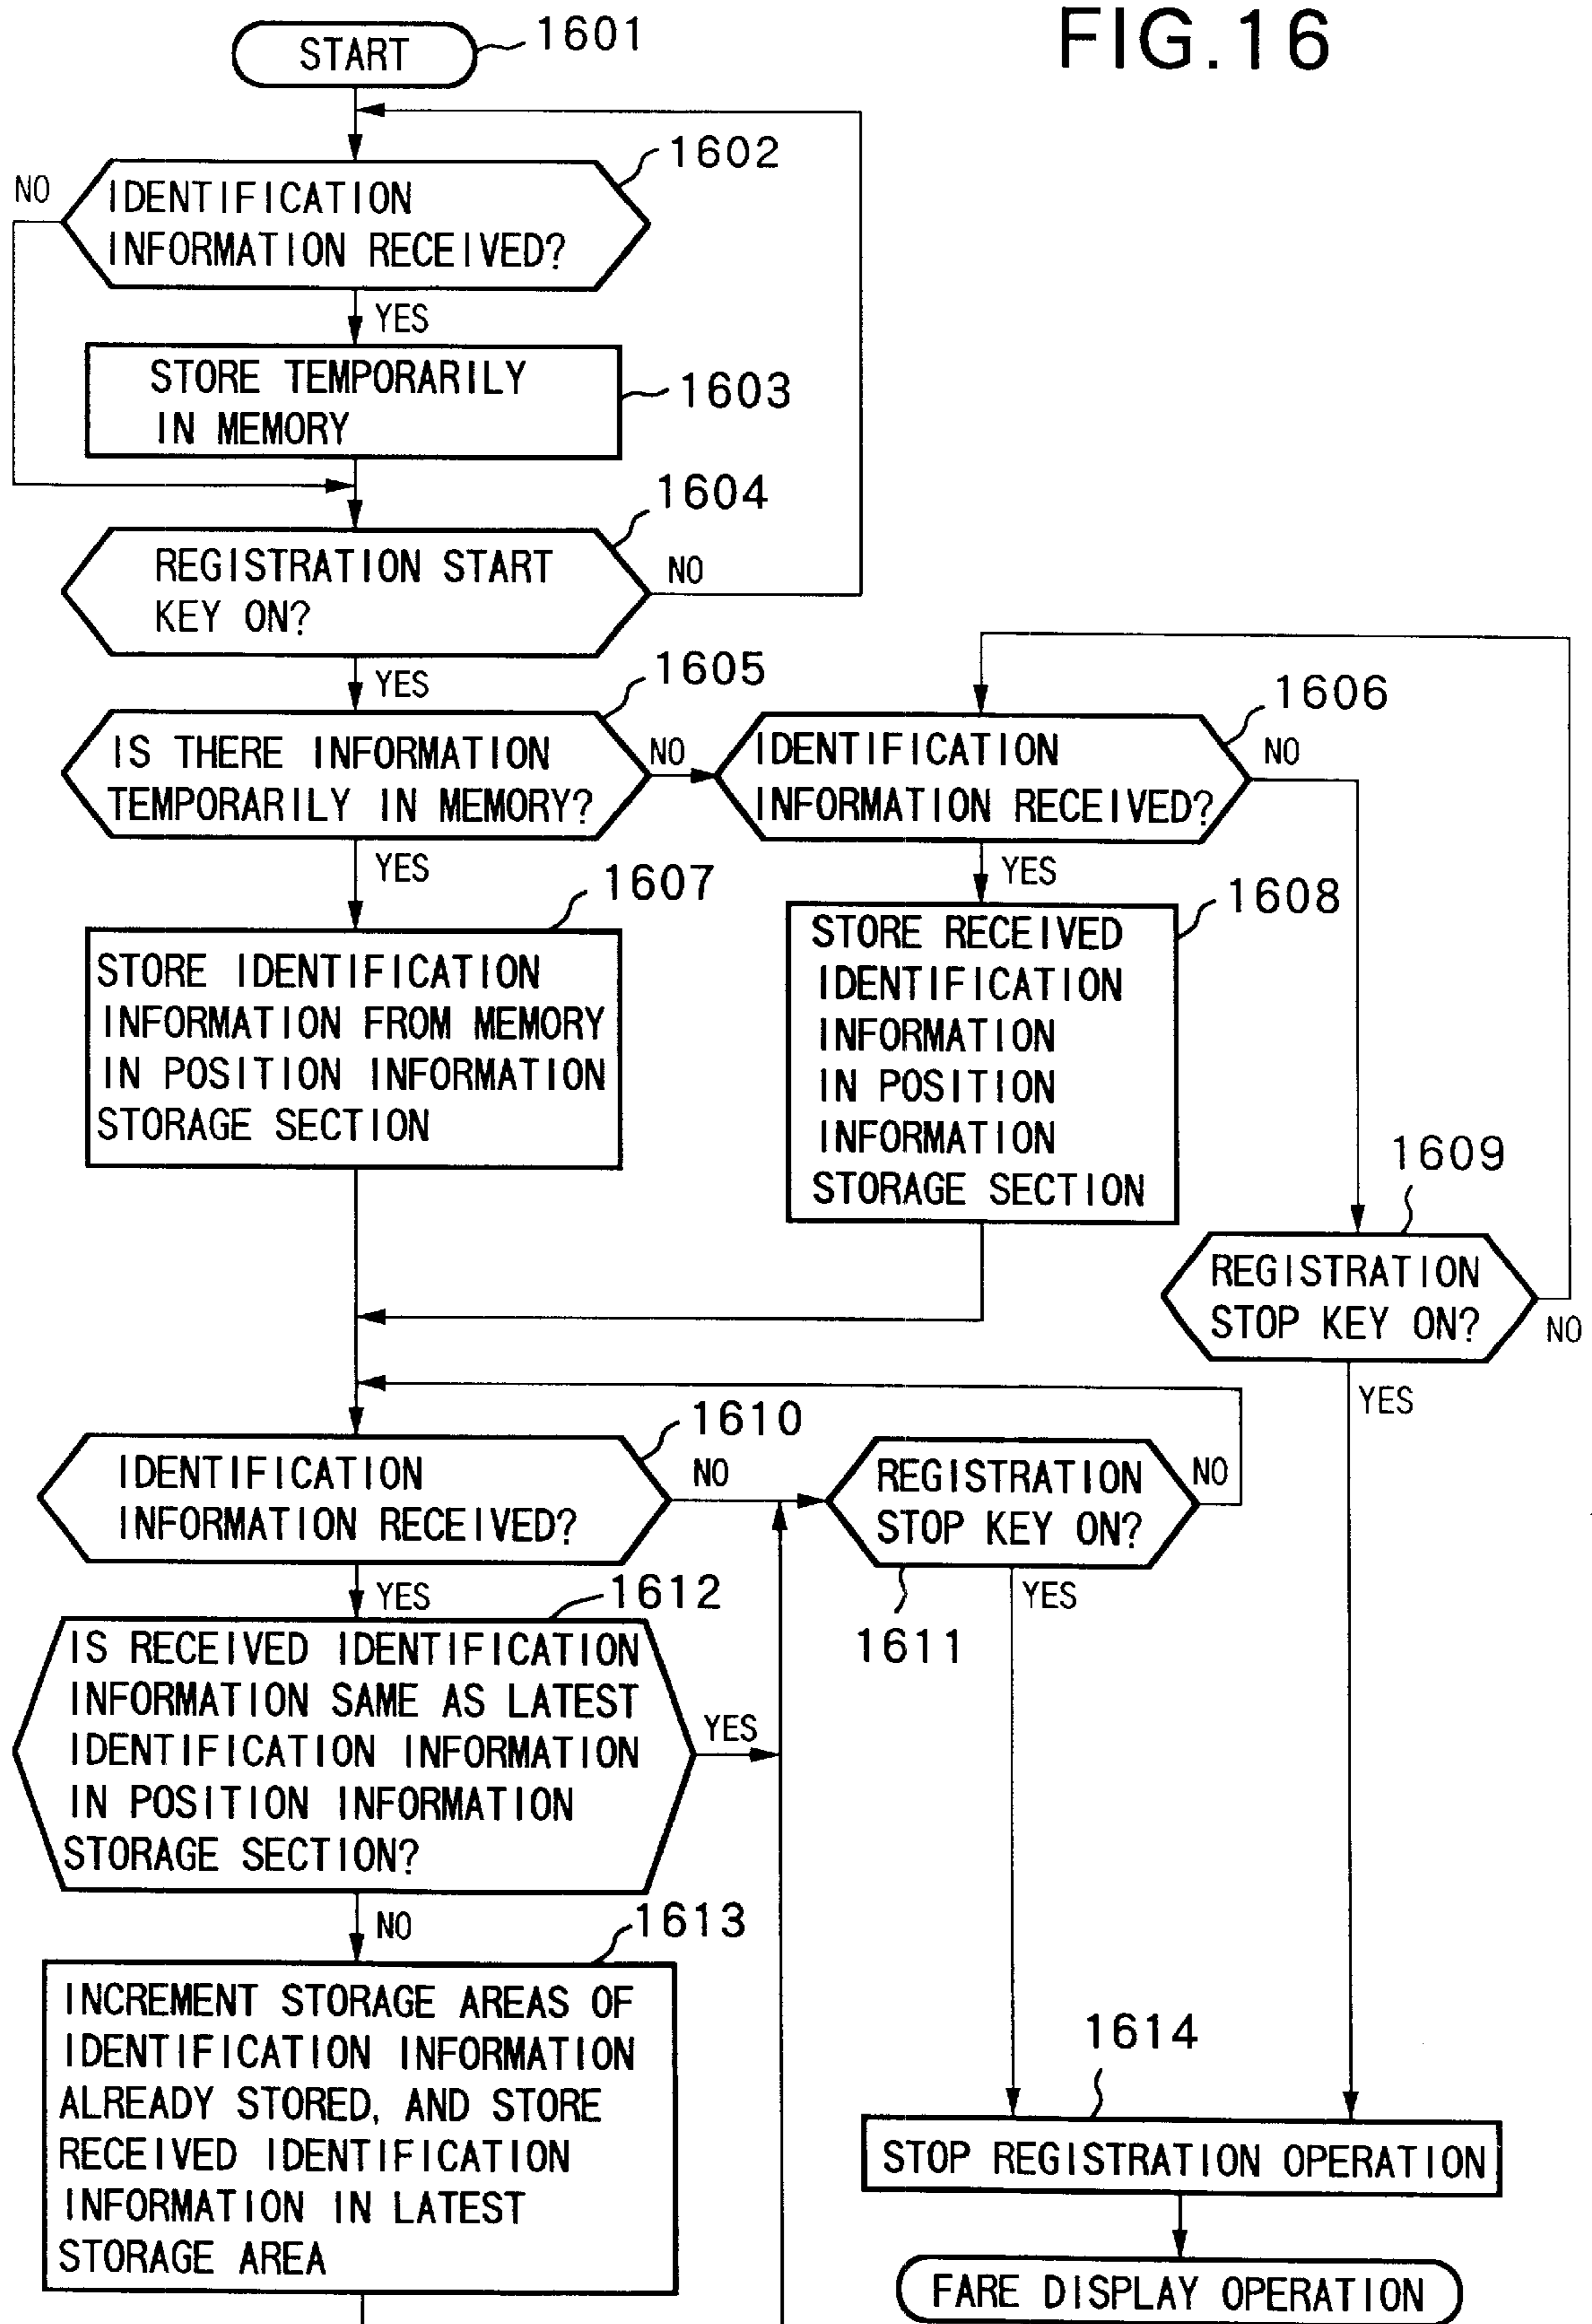 FIG.16
START
1601
1602
NO
IDENTIFICATION
INFORMATION RECEIVED?
YES
STORE TEMPORARILY
IN MEMORY
1603
1604
REGISTRATION START
KEY ON?
NO
YES
1605
IS THERE INFORMATION
TEMPORARILY IN MEMORY?
NO
1606
IDENTIFICATION
INFORMATION RECEIVED?
NO
YES
1607
YES
1608
STORE IDENTIFICATION
INFORMATION FROM MEMORY
IN POSITION INFORMATION
STORAGE SECTION
STORE RECEIVED
IDENTIFICATION
INFORMATION
IN POSITION
INFORMATION
STORAGE SECTION
1609
REGISTRATION
STOP KEY ON?
NO
YES
1610
IDENTIFICATION
INFORMATION RECEIVED?
NO
REGISTRATION
STOP KEY ON?
NO
YES
1611
YES
1612
IS RECEIVED IDENTIFICATION
INFORMATION SAME AS LATEST
IDENTIFICATION INFORMATION
IN POSITION INFORMATION
STORAGE SECTION?
YES
NO
1613
INCREMENT STORAGE AREAS OF
IDENTIFICATION INFORMATION
ALREADY STORED, AND STORE
RECEIVED IDENTIFICATION
INFORMATION IN LATEST
STORAGE AREA
1614
STOP REGISTRATION OPERATION
FARE DISPLAY OPERATION